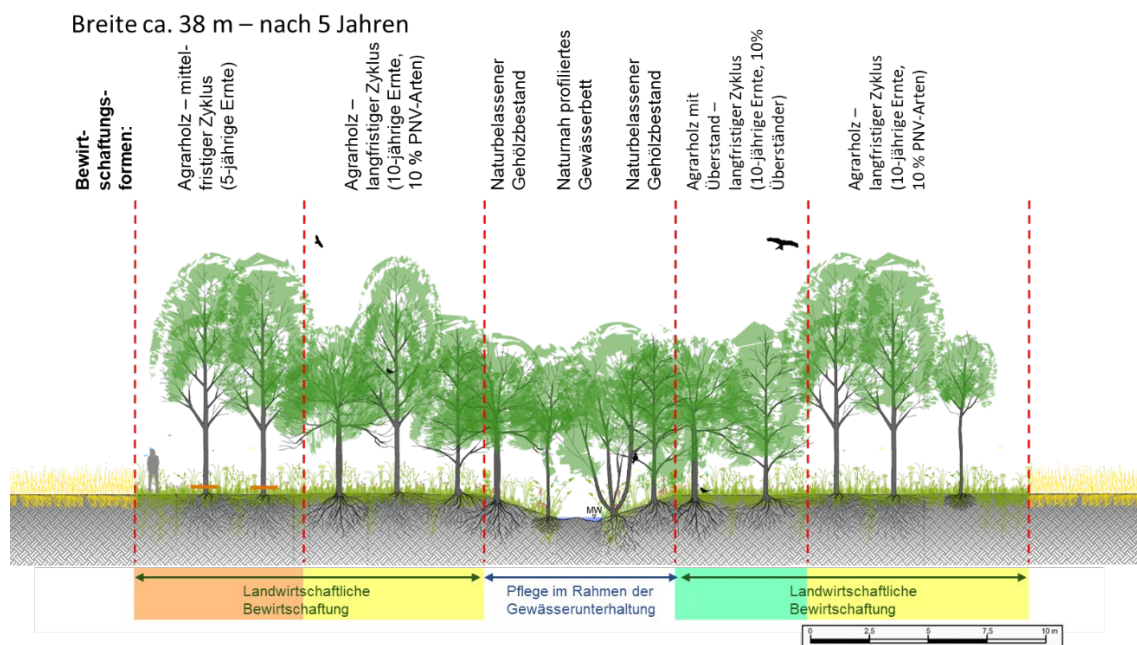 Breite ca. 38 m – nach 5 Jahren
Bewirt-
schaftungs-
formen:
Agrarholz – mittel-
fristiger Zyklus
(5-jährige Ernte)
Agrarholz –
langfristiger Zyklus
(10-jährige Ernte,
10 % PNV-Arten)
Naturbelassener
Gehölzbestand
Naturnah profiliertes
Gewässerbett
Naturbelassener
Gehölzbestand
Agrarholz mit
Überstand –
langfristiger Zyklus
(10-jährige Ernte, 10%
Überständer)
Agrarholz –
langfristiger Zyklus
(10-jährige Ernte,
10 % PNV-Arten)
MW
Landwirtschaftliche
Bewirtschaftung
Pflege im Rahmen der
Gewässerunterhaltung
Landwirtschaftliche
Bewirtschaftung
0 2,5 5 7,5 10 m